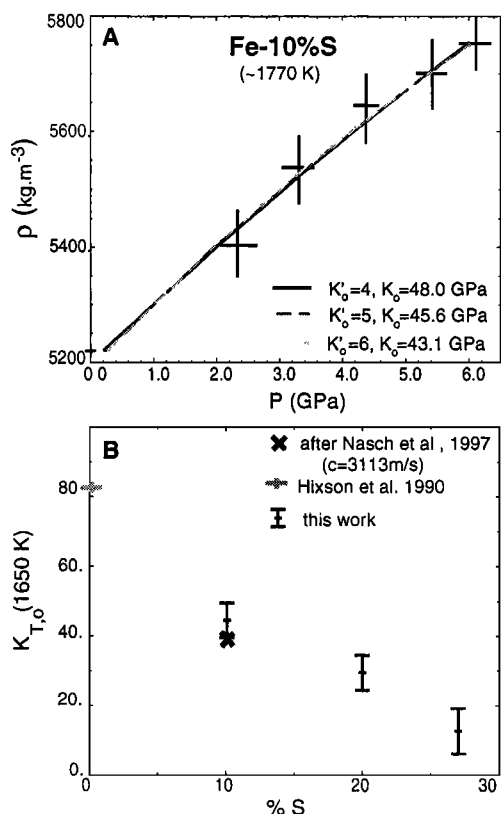 5800
A
Fe-10%S
(~1770 K)
5600
ρ (kg.m-3)
5400
K'o=4, Ko=48.0 GPa
K'o=5, Ko=45.6 GPa
K'o=6, Ko=43.1 GPa
5200
0 0 1.0 2.0 3.0 4.0 5.0 6.0
P (GPa)
B
after Nasch et al , 1997
(c=3113m/s)
Hixson et al. 1990
this work
80
60.
40.
20.
0.
KT,o(1650 K)
0 10 20 30
% S